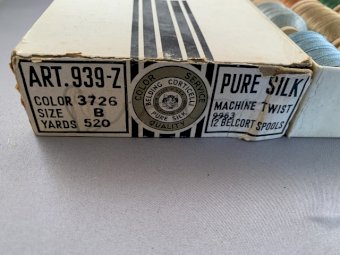 ART. 939-Z
COLOR 3726
SIZE B
YARDS 520
COLOR SERVICE
BELDING CORTICELLI
PURE SILK
QUALITY
PURE SILK
MACHINE TWIST
12 BELCORT SPOOLS